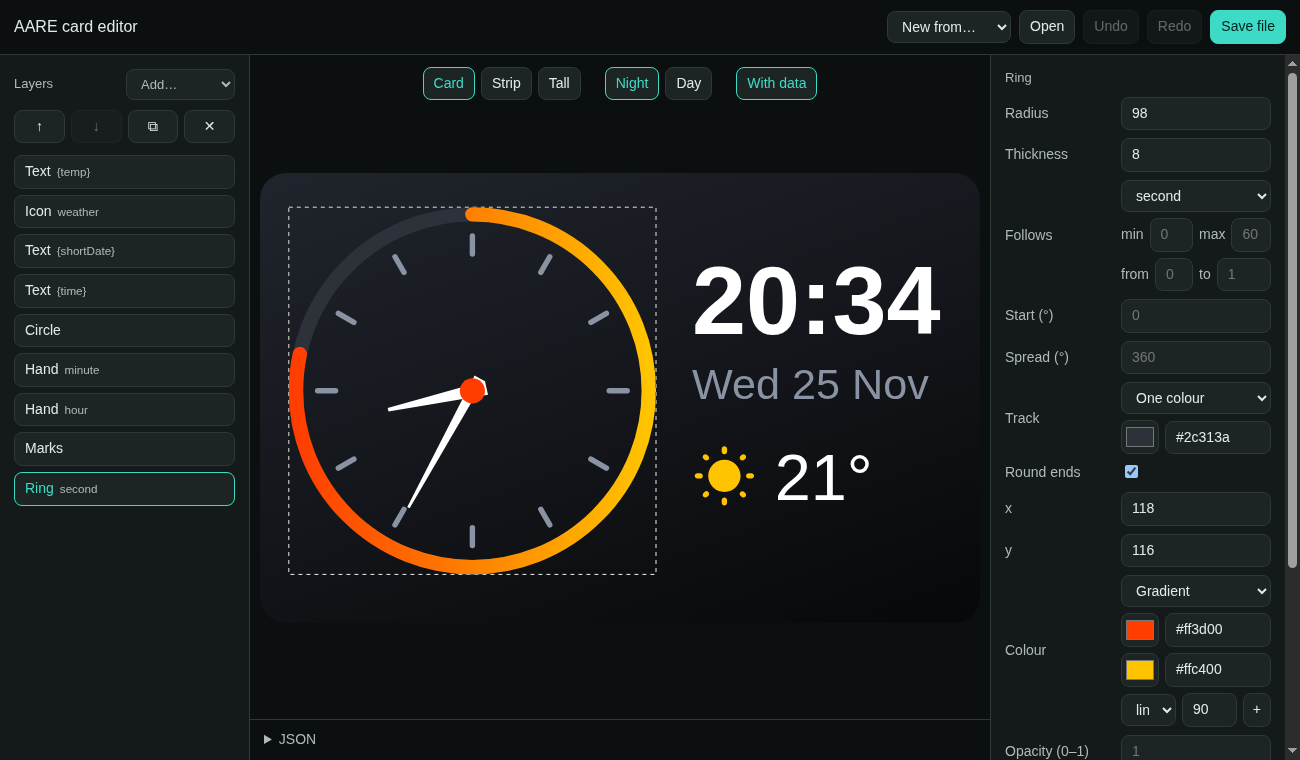 AARE card editor
New from…
Open
Undo
Redo
Save file
Layers
Add…
↑
↓
⧉
✕
Text {temp}
Icon weather
Text {shortDate}
Text {time}
Circle
Hand minute
Hand hour
Marks
Ring second
Card
Strip
Tall
Night
Day
With data
20:34
Wed 25 Nov
21°
JSON
Ring
Radius 98
Thickness 8
second
Follows min 0 max 60
from 0 to 1
Start (°) 0
Spread (°) 360
One colour
Track
#2c313a
Round ends
x 118
y 116
Gradient
#ff3d00
Colour
#ffc400
lin 90 +
Opacity (0–1) 1